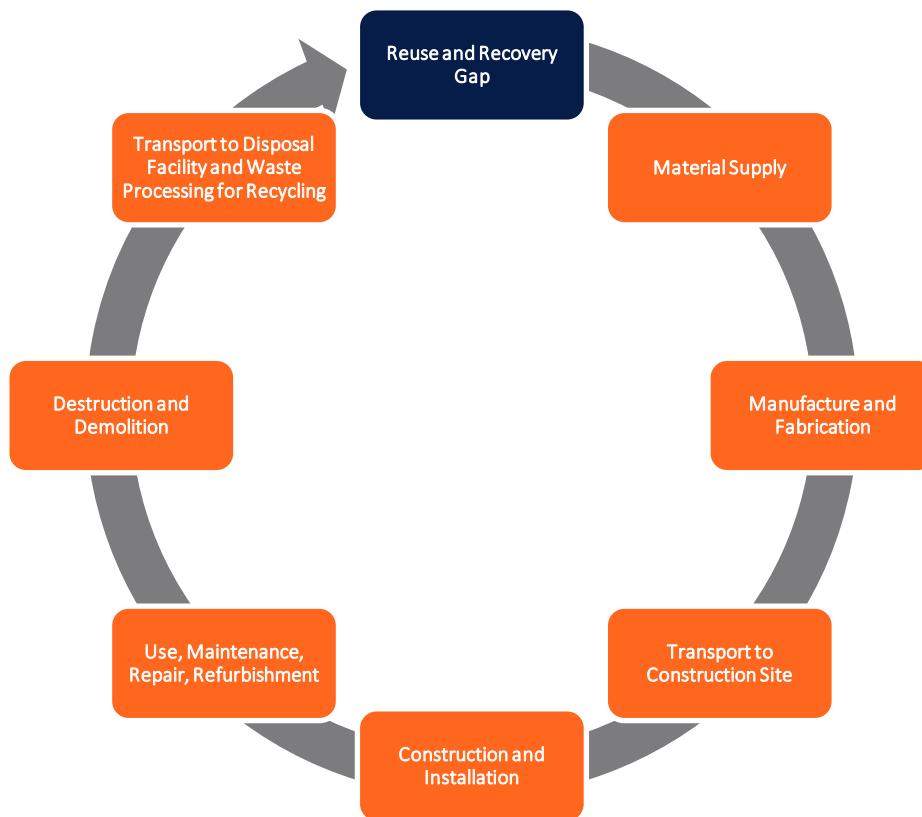 Reuse and Recovery
Gap
Material Supply
Manufacture and
Fabrication
Transport to
Construction Site
Construction and
Installation
Use, Maintenance,
Repair, Refurbishment
Destruction and
Demolition
Transport to Disposal
Facility and Waste
Processing for Recycling